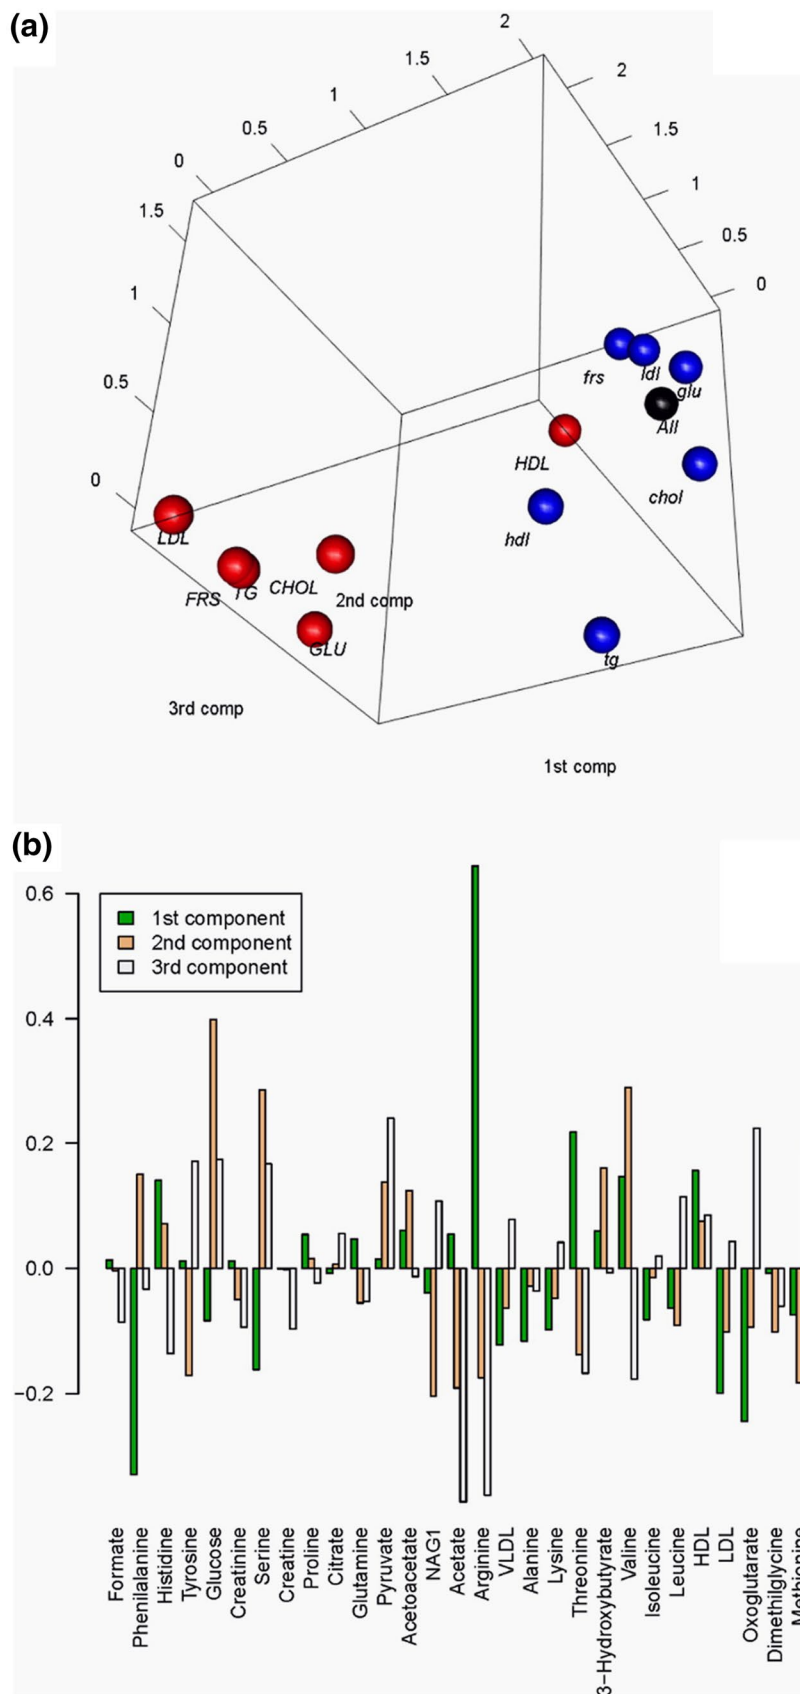 (a)
2
1.5
1
0.5
0
2
1.5
1
0.5
0
1.5
1
0.5
0
frs
ldl
glu
All
HDL
chol
hdl
LDL
FRS
TG
CHOL
2nd comp
GLU
tg
3rd comp
1st comp
(b)
0.6
0.4
0.2
0.0
−0.2
1st component
2nd component
3rd component
Formate
Phenilalanine
Histidine
Tyrosine
Glucose
Creatinine
Serine
Creatine
Proline
Citrate
Glutamine
Pyruvate
Acetoacetate
NAG1
Acetate
Arginine
VLDL
Alanine
Lysine
Threonine
3−Hydroxybutyrate
Valine
Isoleucine
Leucine
HDL
LDL
Oxoglutarate
Dimethilglycine